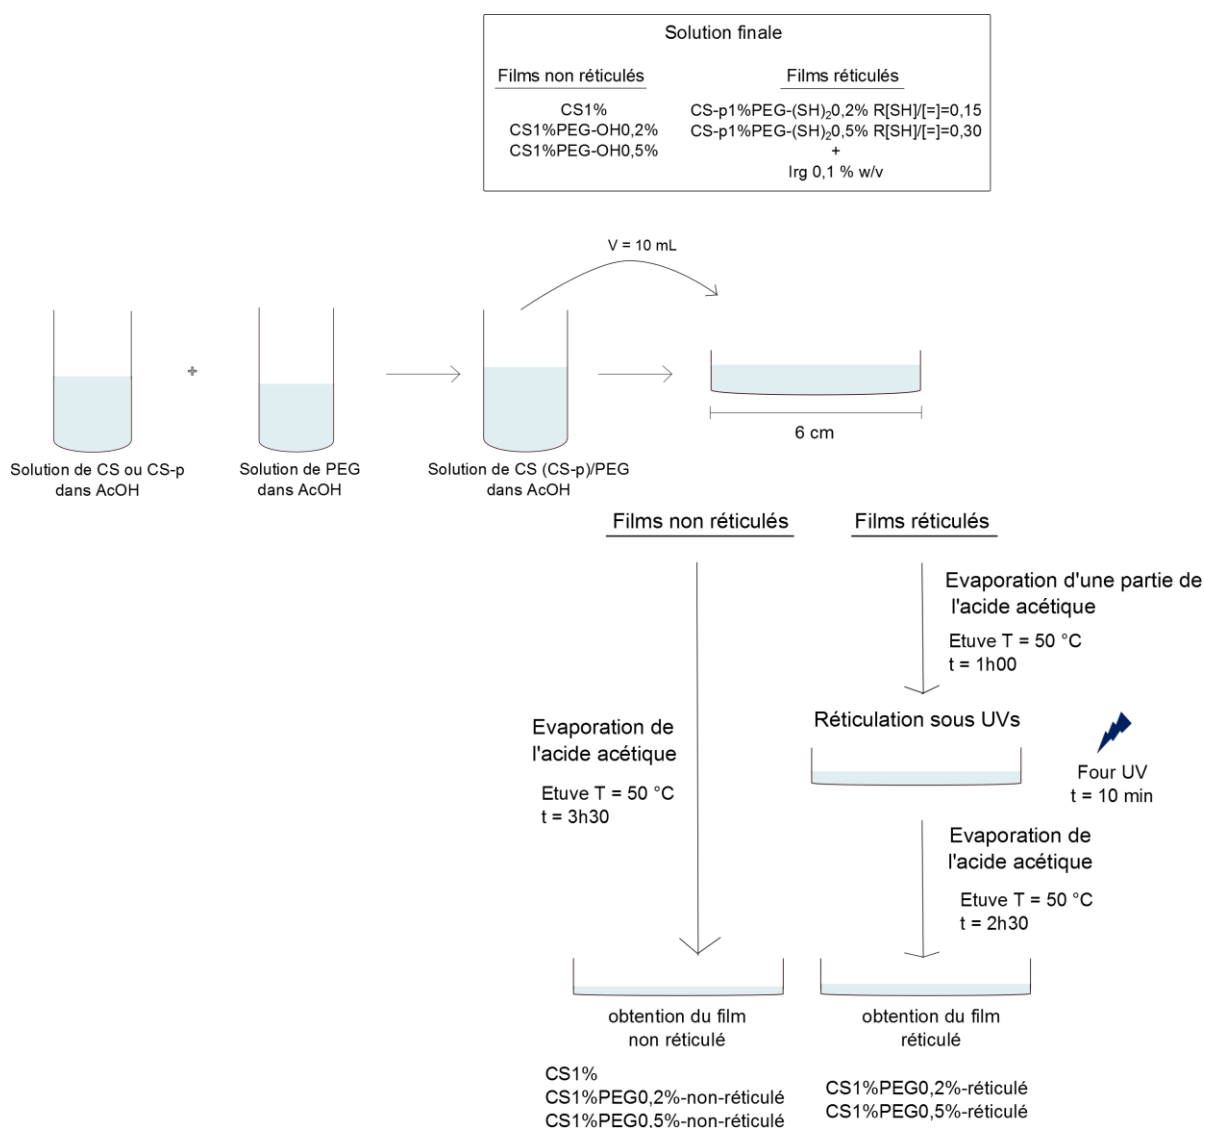 Solution finale
Films non réticulés
CS1%
CS1%PEG-OH0,2%
CS1%PEG-OH0,5%
Films réticulés
CS-p1%PEG-(SH)₂0,2% R[SH]/[=]=0,15
CS-p1%PEG-(SH)₂0,5% R[SH]/[=]=0,30
+
Irg 0,1 % w/v
V = 10 mL
+
Solution de CS ou CS-p
dans AcOH
Solution de PEG
dans AcOH
Solution de CS (CS-p)/PEG
dans AcOH
6 cm
Films non réticulés
Films réticulés
Evaporation d'une partie de
l'acide acétique
Etuve T = 50 °C
t = 1h00
Réticulation sous UVs
Four UV
t = 10 min
Evaporation de
l'acide acétique
Etuve T = 50 °C
t = 3h30
Evaporation de
l'acide acétique
Etuve T = 50 °C
t = 2h30
obtention du film
non réticulé
obtention du film
réticulé
CS1%
CS1%PEG0,2%-non-réticulé
CS1%PEG0,5%-non-réticulé
CS1%PEG0,2%-réticulé
CS1%PEG0,5%-réticulé